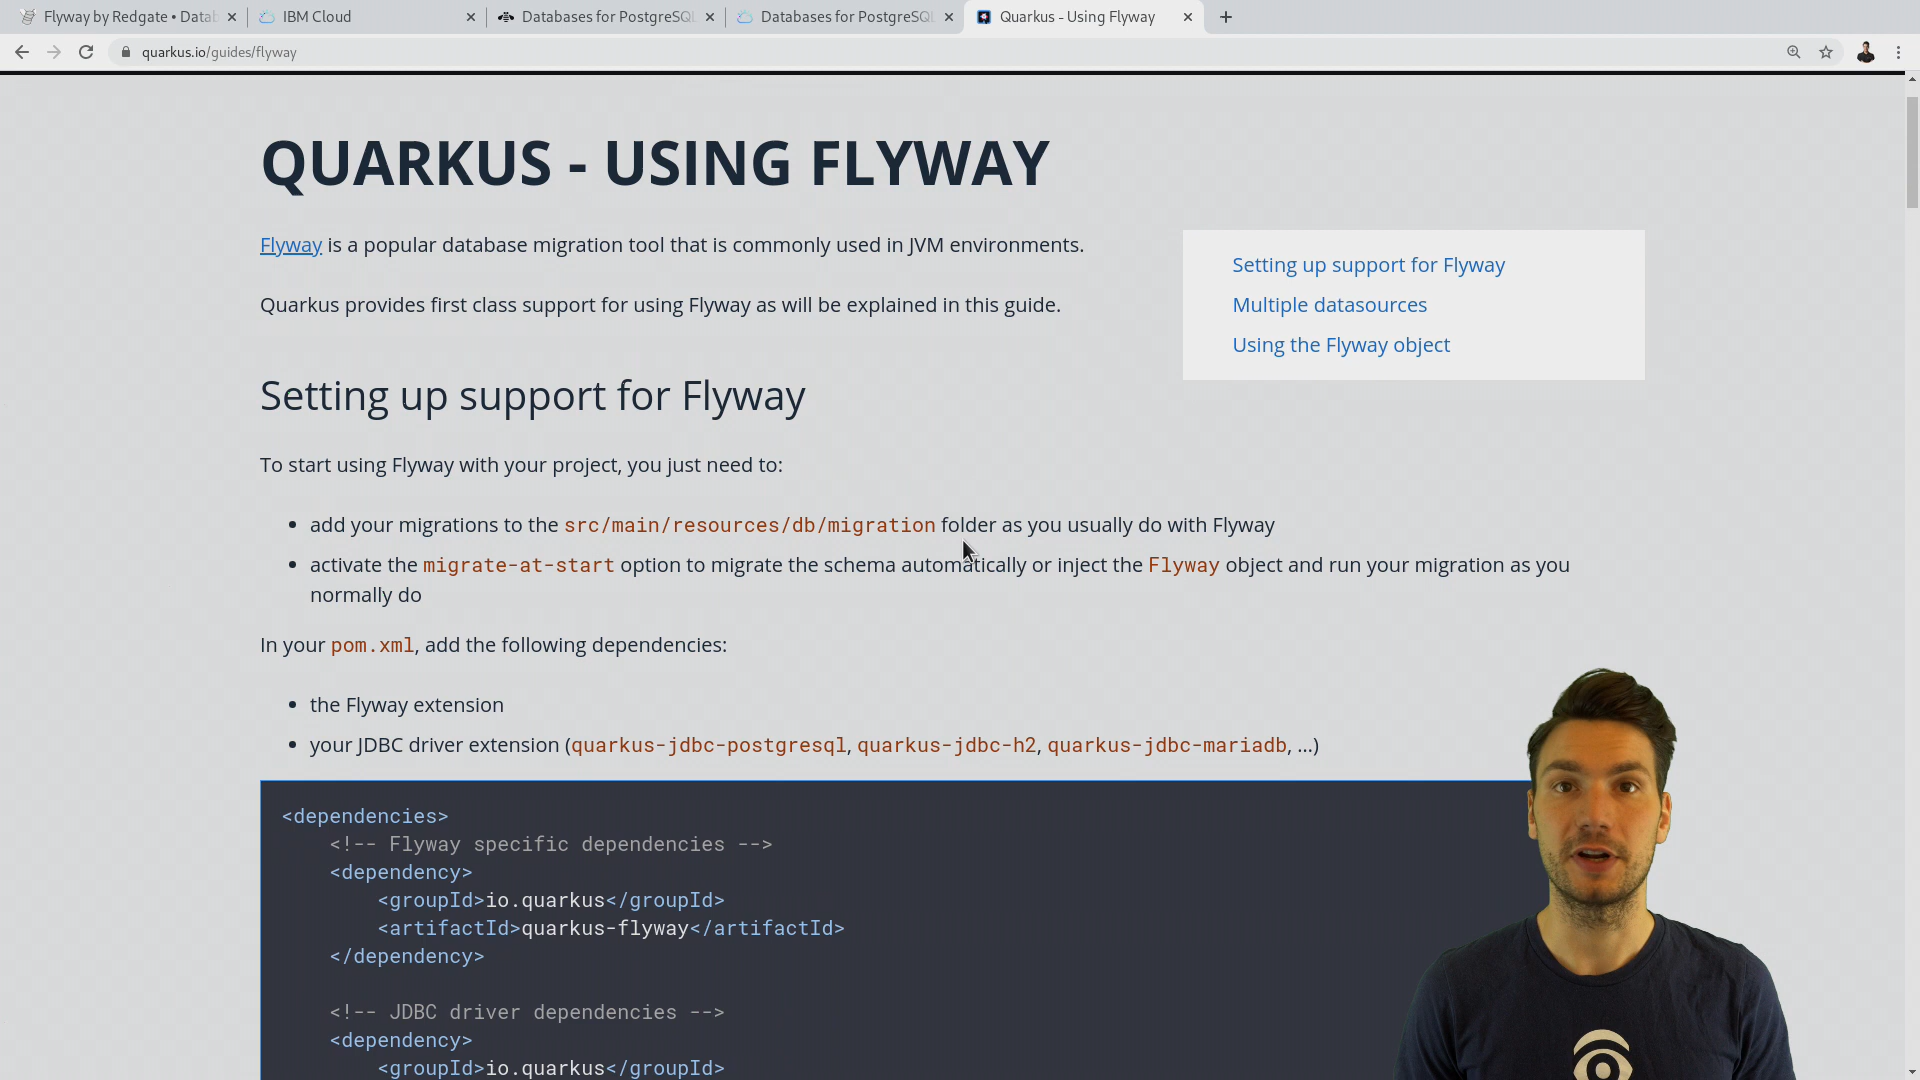 Flyway by Redgate • Datab
IBM Cloud
Databases for PostgreSQL
Databases for PostgreSQL
Quarkus - Using Flyway
quarkus.io/guides/flyway
QUARKUS - USING FLYWAY
Flyway is a popular database migration tool that is commonly used in JVM environments.
Quarkus provides first class support for using Flyway as will be explained in this guide.
Setting up support for Flyway
Multiple datasources
Using the Flyway object
Setting up support for Flyway
To start using Flyway with your project, you just need to:
• add your migrations to the src/main/resources/db/migration folder as you usually do with Flyway
• activate the migrate-at-start option to migrate the schema automatically or inject the Flyway object and run your migration as you
normally do
In your pom.xml, add the following dependencies:
• the Flyway extension
• your JDBC driver extension (quarkus-jdbc-postgresql, quarkus-jdbc-h2, quarkus-jdbc-mariadb, ...)
<dependencies>
<!-- Flyway specific dependencies -->
<dependency>
<groupId>io.quarkus</groupId>
<artifactId>quarkus-flyway</artifactId>
</dependency>
<!-- JDBC driver dependencies -->
<dependency>
<groupId>io.quarkus</groupId>